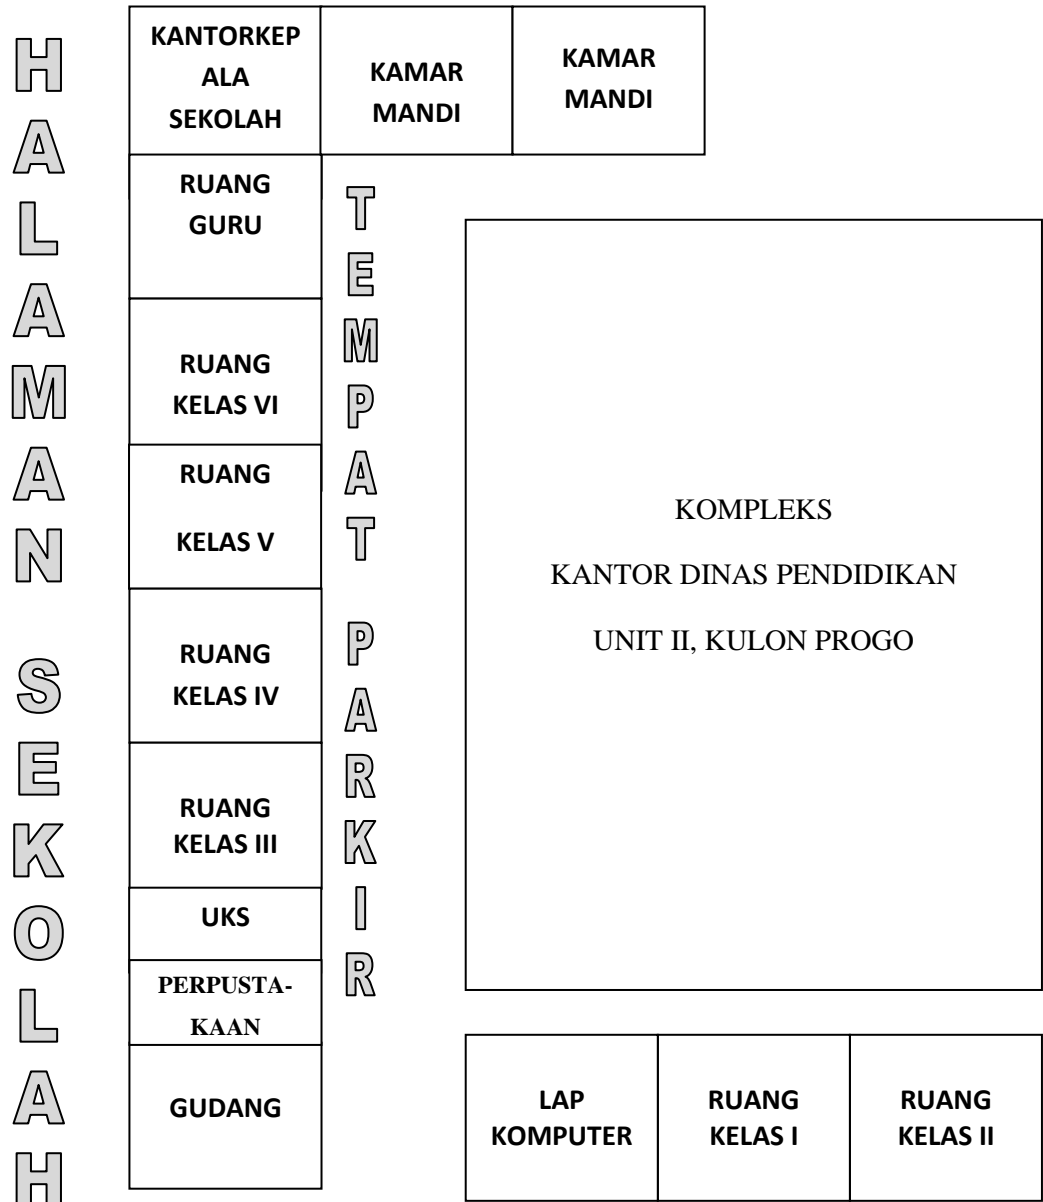 HALAMAN SEKOLAH
KANTORKEP
ALA
SEKOLAH
KAMAR
MANDI
KAMAR
MANDI
RUANG
GURU
RUANG
KELAS VI
RUANG
KELAS V
RUANG
KELAS IV
RUANG
KELAS III
UKS
PERPUSTA-
KAAN
GUDANG
TEMPAT PARKIR
KOMPLEKS
KANTOR DINAS PENDIDIKAN
UNIT II, KULON PROGO
LAP
KOMPUTER
RUANG
KELAS I
RUANG
KELAS II